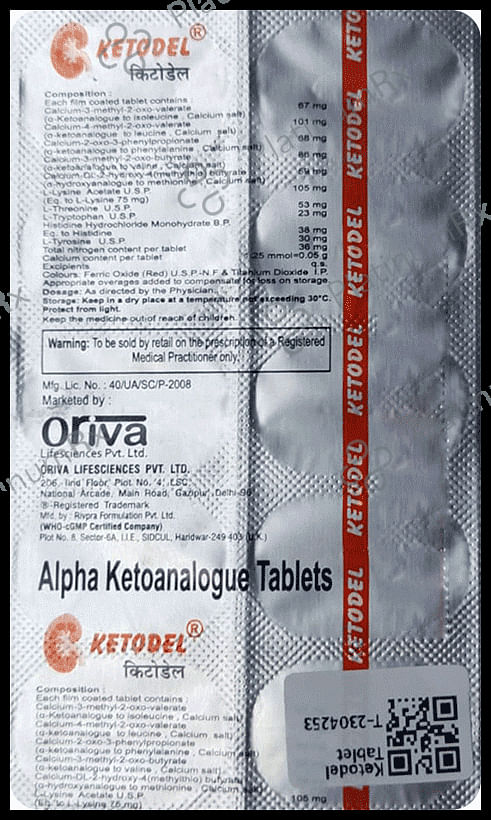 KETODEL®
किटोडेल
Composition :
Each film coated tablet contains :
Calcium-3-methyl-2-oxo-valerate
(α-Ketoanalogue to isoleucine , Calcium salt) 67 mg
Calcium-4-methyl-2-oxo-valerate
(α-ketoanalogue to leucine , Calcium salt) 101 mg
Calcium-2-oxo-3-phenylpropionate
(α-ketoanalogue to phenylalanine , Calcium salt) 68 mg
Calcium-3-methyl-2-oxo-butyrate
(α-ketoanalogue to valine , Calcium salt) 86 mg
Calcium-DL-2-hydroxy-4(methylthio) butyrate
(α-hydroxyanalogue to methionine , Calcium salt) 59 mg
L-Lysine Acetate U.S.P. 105 mg
(Eq. to L-Lysine 75 mg)
L-Threonine U.S.P. 53 mg
L-Tryptophan U.S.P. 23 mg
Histidine Hydrochloride Monohydrate B.P.
Eq. to Histidine 38 mg
L-Tyrosine U.S.P. 30 mg
Total nitrogen content per tablet 36 mg
Calcium content per tablet 1.25 mmol=0.05 g
Excipients q.s.
Colours: Ferric Oxide (Red) U.S.P-N.F & Titanium Dioxide I.P.
Appropriate overages added to compensate for loss on storage.
Dosage: As directed by the Physician.
Storage: Keep in a dry place at a temperature not exceeding 30°C.
Protect from light.
Keep the medicine out of reach of children.
Warning: To be sold by retail on the prescription of a Registered
Medical Practitioner only.
Mfg. Lic. No. : 40/UA/SC/P-2008
Marketed by :
Oriva
Lifesciences Pvt. Ltd.
ORIVA LIFESCIENCES PVT. LTD.
206, IInd Floor, Plot No. '4', LSC,
National Arcade, Main Road, Gazipur, Delhi-96
®-Registered Trademark
Mfd. by : Rivpra Formulation Pvt. Ltd.
(WHO-cGMP Certified Company)
Plot No. 8, Sector-6A, I.I.E., SIDCUL, Haridwar-249 403 (U.K.)
Alpha Ketoanalogue Tablets
KETODEL®
किटोडेल
Composition :
Each film coated tablet contains :
Calcium-3-methyl-2-oxo-valerate
(α-Ketoanalogue to isoleucine , Calcium salt)
Calcium-4-methyl-2-oxo-valerate
(α-ketoanalogue to leucine , Calcium salt)
Calcium-2-oxo-3-phenylpropionate
(α-ketoanalogue to phenylalanine , Calcium salt)
Calcium-3-methyl-2-oxo-butyrate
(α-ketoanalogue to valine , Calcium salt)
Calcium-DL-2-hydroxy-4(methylthio) butyrate
(α-hydroxyanalogue to methionine , Calcium salt)
L-Lysine Acetate U.S.P. 105 mg
(Eq. to L-Lysine 75 mg)
KETODEL KETODEL KETODEL KETODEL KETODEL KETO
Ketodel
Tablet
T-2304253